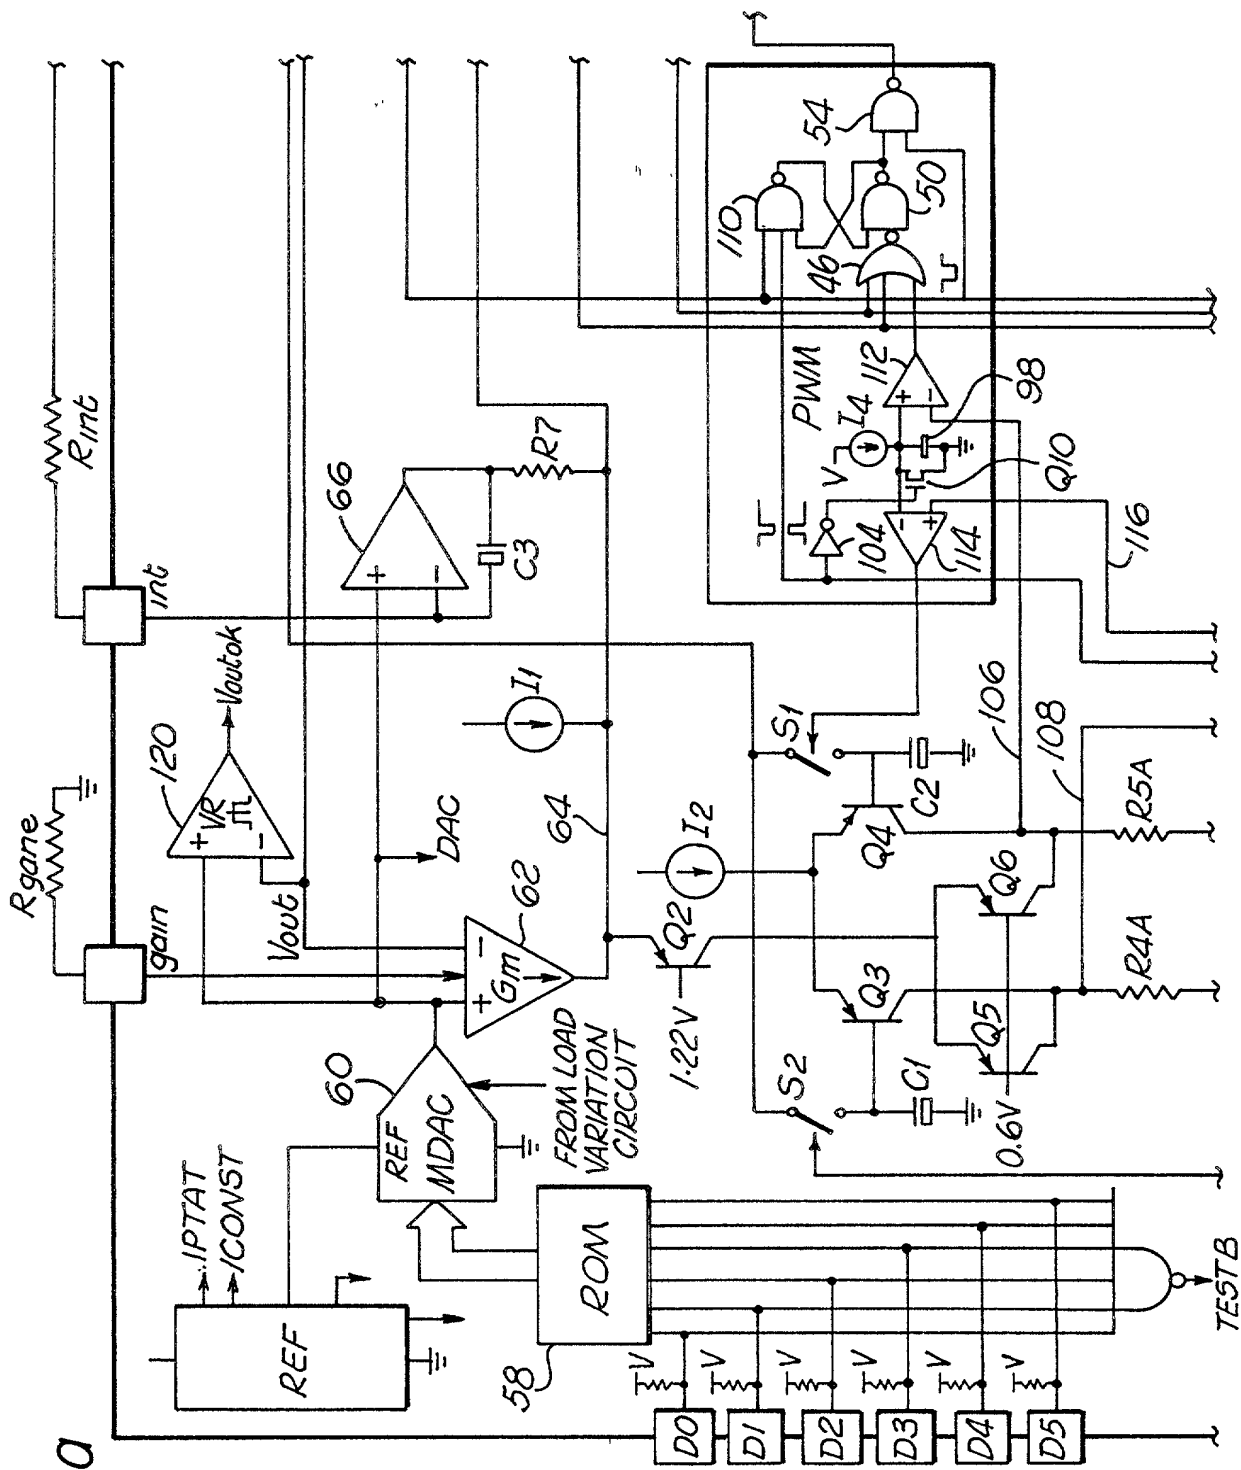 a
Rgane
Rint
gain
int
120
VR
+
−
Voutok
Vout
IPTAT
ICONST
REF
60
REF
MDAC
FROM LOAD
VARIATION
CIRCUIT
+
−
Gm
62
DAC
66
+
−
C3
R7
I1
64
ROM
58
V
V
V
V
V
V
D0
D1
D2
D3
D4
D5
TESTB
1.22V
Q2
I2
S1
S2
Q3
Q4
C1
C2
Q5
Q6
0.6V
R4A
R5A
106
108
116
PWM
V
I4
104
114
−
+
112
+
−
98
Q10
110
46
50
54